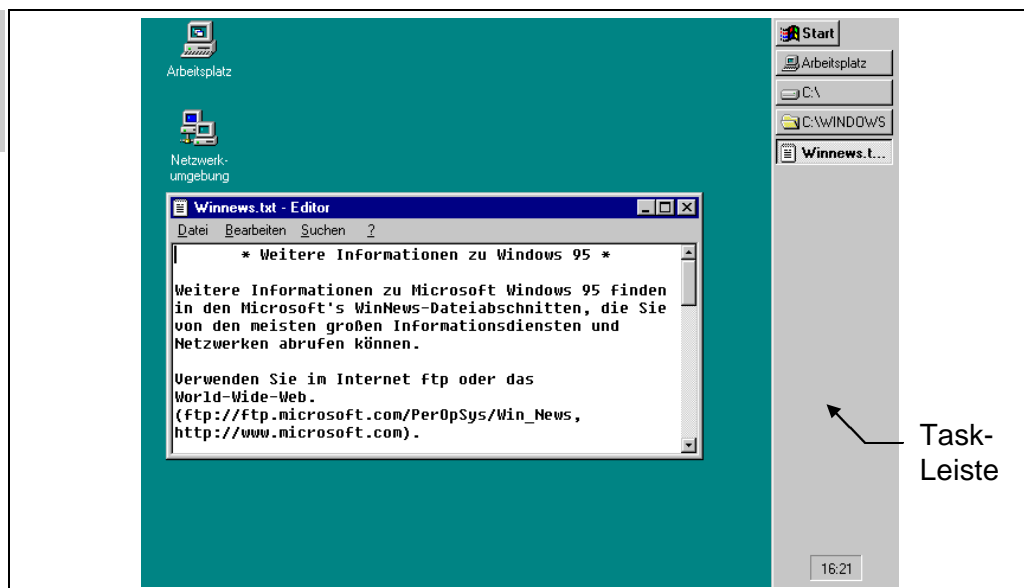 Arbeitsplatz
Netzwerk-
umgebung
Winnews.txt - Editor
Datei Bearbeiten Suchen ?
* Weitere Informationen zu Windows 95 *
Weitere Informationen zu Microsoft Windows 95 finden
in den Microsoft's WinNews-Dateiabschnitten, die Sie
von den meisten großen Informationsdiensten und
Netzwerken abrufen können.
Verwenden Sie im Internet ftp oder das
World-Wide-Web.
(ftp://ftp.microsoft.com/PerOpSys/Win_News,
http://www.microsoft.com).
Start
Arbeitsplatz
C:\
C:\WINDOWS
Winnews.t...
16:21
Task-
Leiste